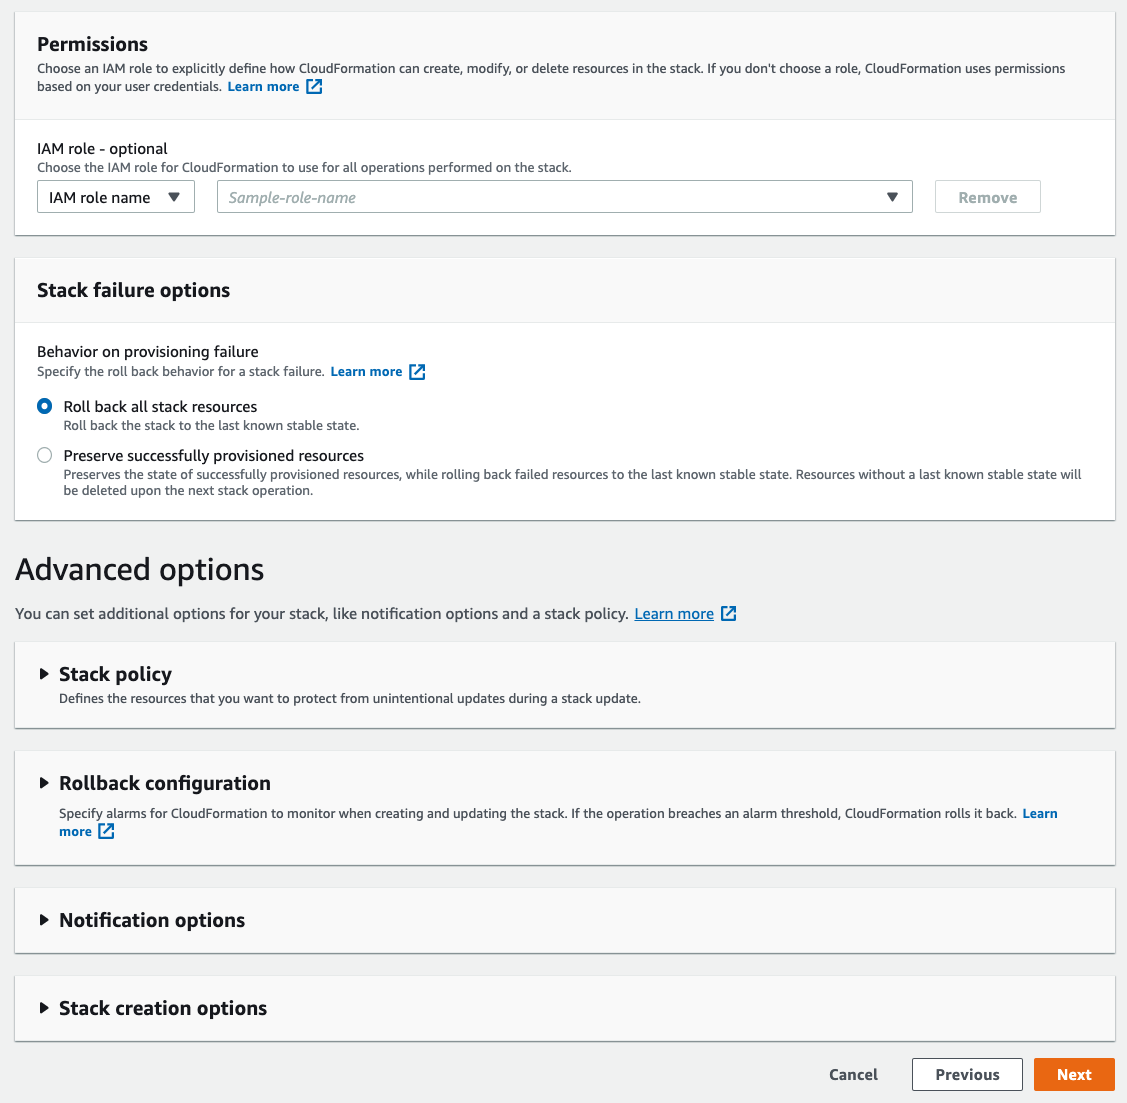 Permissions
Choose an IAM role to explicitly define how CloudFormation can create, modify, or delete resources in the stack. If you don't choose a role, CloudFormation uses permissions
based on your user credentials. Learn more
IAM role - optional
Choose the IAM role for CloudFormation to use for all operations performed on the stack.
IAM role name Sample-role-name Remove
Stack failure options
Behavior on provisioning failure
Specify the roll back behavior for a stack failure. Learn more
Roll back all stack resources
Roll back the stack to the last known stable state.
Preserve successfully provisioned resources
Preserves the state of successfully provisioned resources, while rolling back failed resources to the last known stable state. Resources without a last known stable state will
be deleted upon the next stack operation.
Advanced options
You can set additional options for your stack, like notification options and a stack policy. Learn more
Stack policy
Defines the resources that you want to protect from unintentional updates during a stack update.
Rollback configuration
Specify alarms for CloudFormation to monitor when creating and updating the stack. If the operation breaches an alarm threshold, CloudFormation rolls it back. Learn
more
Notification options
Stack creation options
Cancel Previous Next